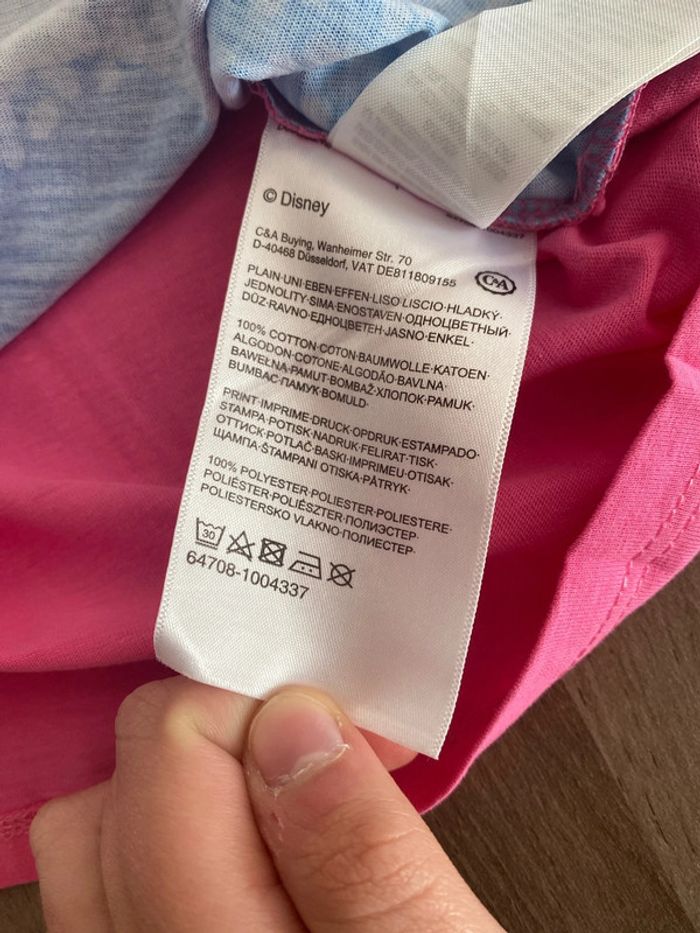 © Disney
C&A Buying, Wanheimer Str. 70
D-40468 Düsseldorf, VAT DE811809155
C&A
PLAIN·UNI·EBEN·EFFEN·LISO·LISCIO·HLADKÝ·
JEDNOLITY·SIMA·ENOSTAVEN·ОДНОЦВЕТНЫЙ·
DÜZ·RAVNO·ЕДНОЦВЕТЕН·JASNO·ENKEL·
100% COTTON·COTON·BAUMWOLLE·KATOEN·
ALGODON·COTONE·ALGODÃO·BAVLNA·
BAWEŁNA·PAMUT·BOMBAŽ·ХЛОПОК·PAMUK·
BUMBAC·ПАМУК·BOMULD·
PRINT·IMPRIME·DRUCK·OPDRUK·ESTAMPADO·
STAMPA·POTISK·NADRUK·FELIRAT·TISK·
ОТТИСК·POTLAČ·BASKI·IMPRIMEU·OTISAK·
ЩАМПА·ŠTAMPANI OTISKA·PÅTRYK·
100% POLYESTER·POLIESTER·POLIESTERE·
POLIÉSTER·POLIÉSZTER·ПОЛИЭСТЕР·
POLIESTERSKO VLAKNO·ПОЛИЕСТЕР·
30
64708-1004337